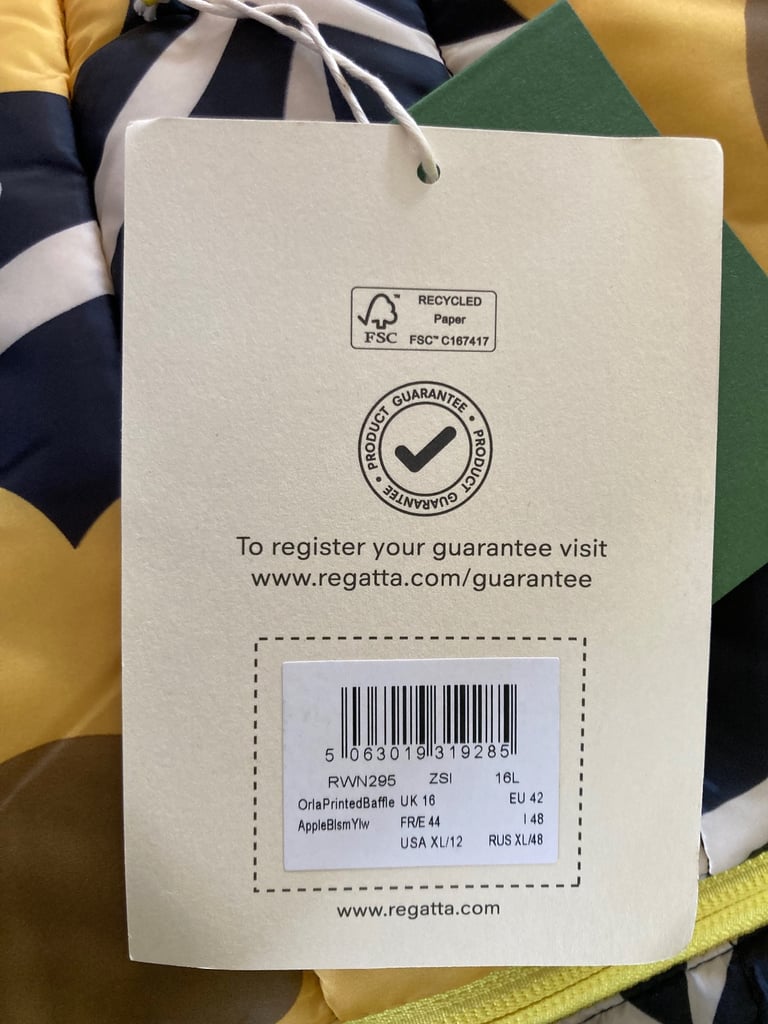 RECYCLED
Paper
FSC™ C167417
FSC
PRODUCT GUARANTEE • PRODUCT GUARANTEE •
To register your guarantee visit
www.regatta.com/guarantee
5 063019 319285
RWN295 ZSI 16L
OrlaPrintedBaffle UK 16 EU 42
AppleBlsmYlw FR/E 44 I 48
USA XL/12 RUS XL/48
www.regatta.com